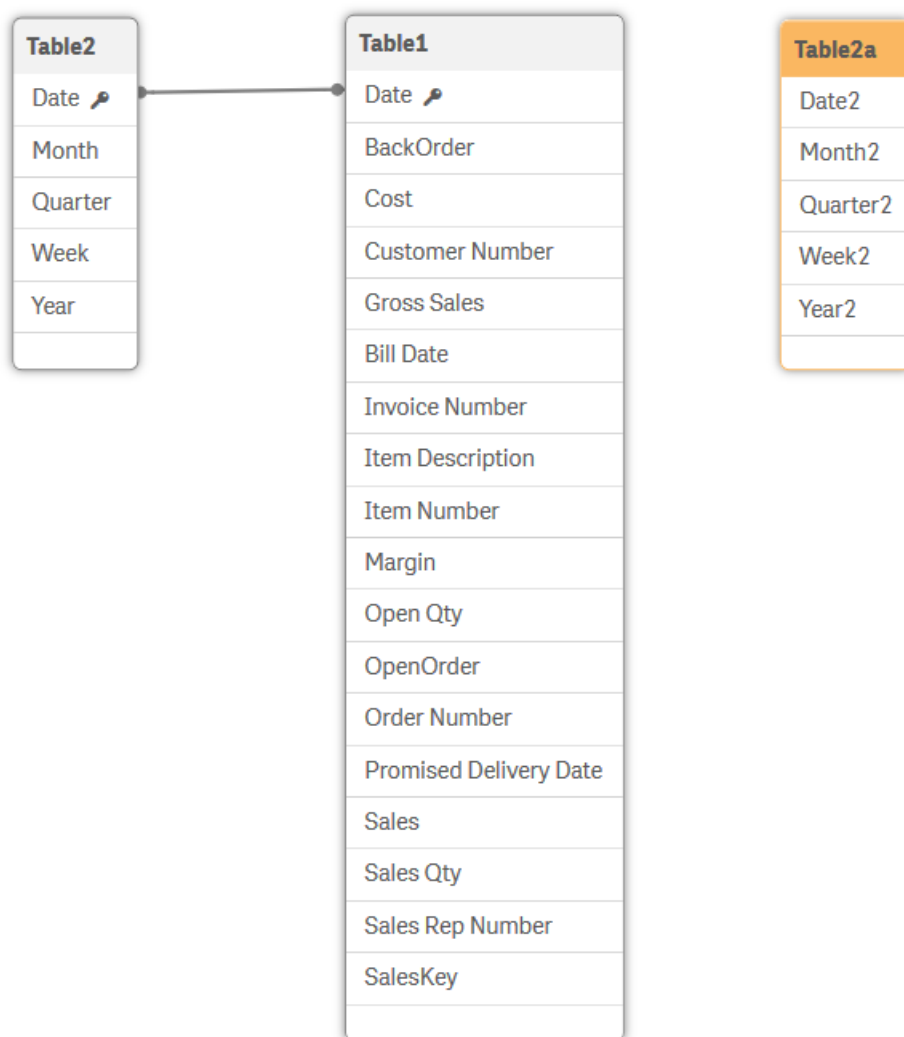 Table2
Date
Month
Quarter
Week
Year
Table1
Date
BackOrder
Cost
Customer Number
Gross Sales
Bill Date
Invoice Number
Item Description
Item Number
Margin
Open Qty
OpenOrder
Order Number
Promised Delivery Date
Sales
Sales Qty
Sales Rep Number
SalesKey
Table2a
Date2
Month2
Quarter2
Week2
Year2